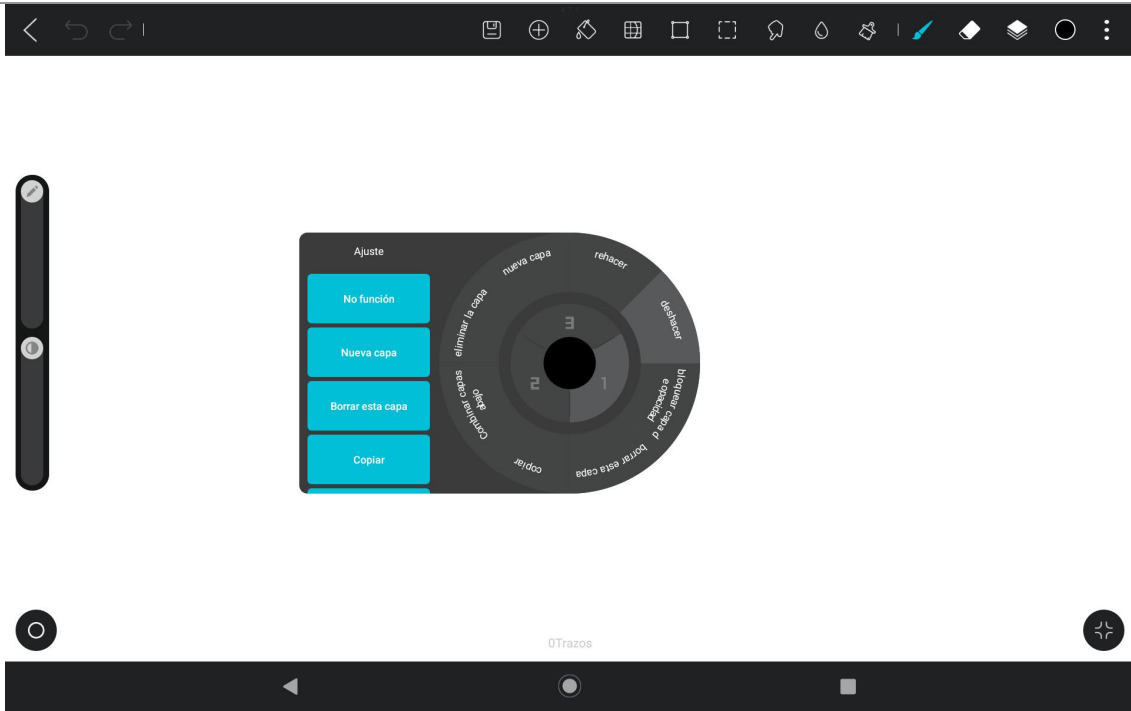 Ajuste
No función
Nueva capa
Borrar esta capa
Copiar
nueva capa
rehacer
deshacer
bloquear capa d
e opacidad
borrar esta capa
copiar
Combinar capas
abajo
eliminar la capa
3
1
2
0Trazos